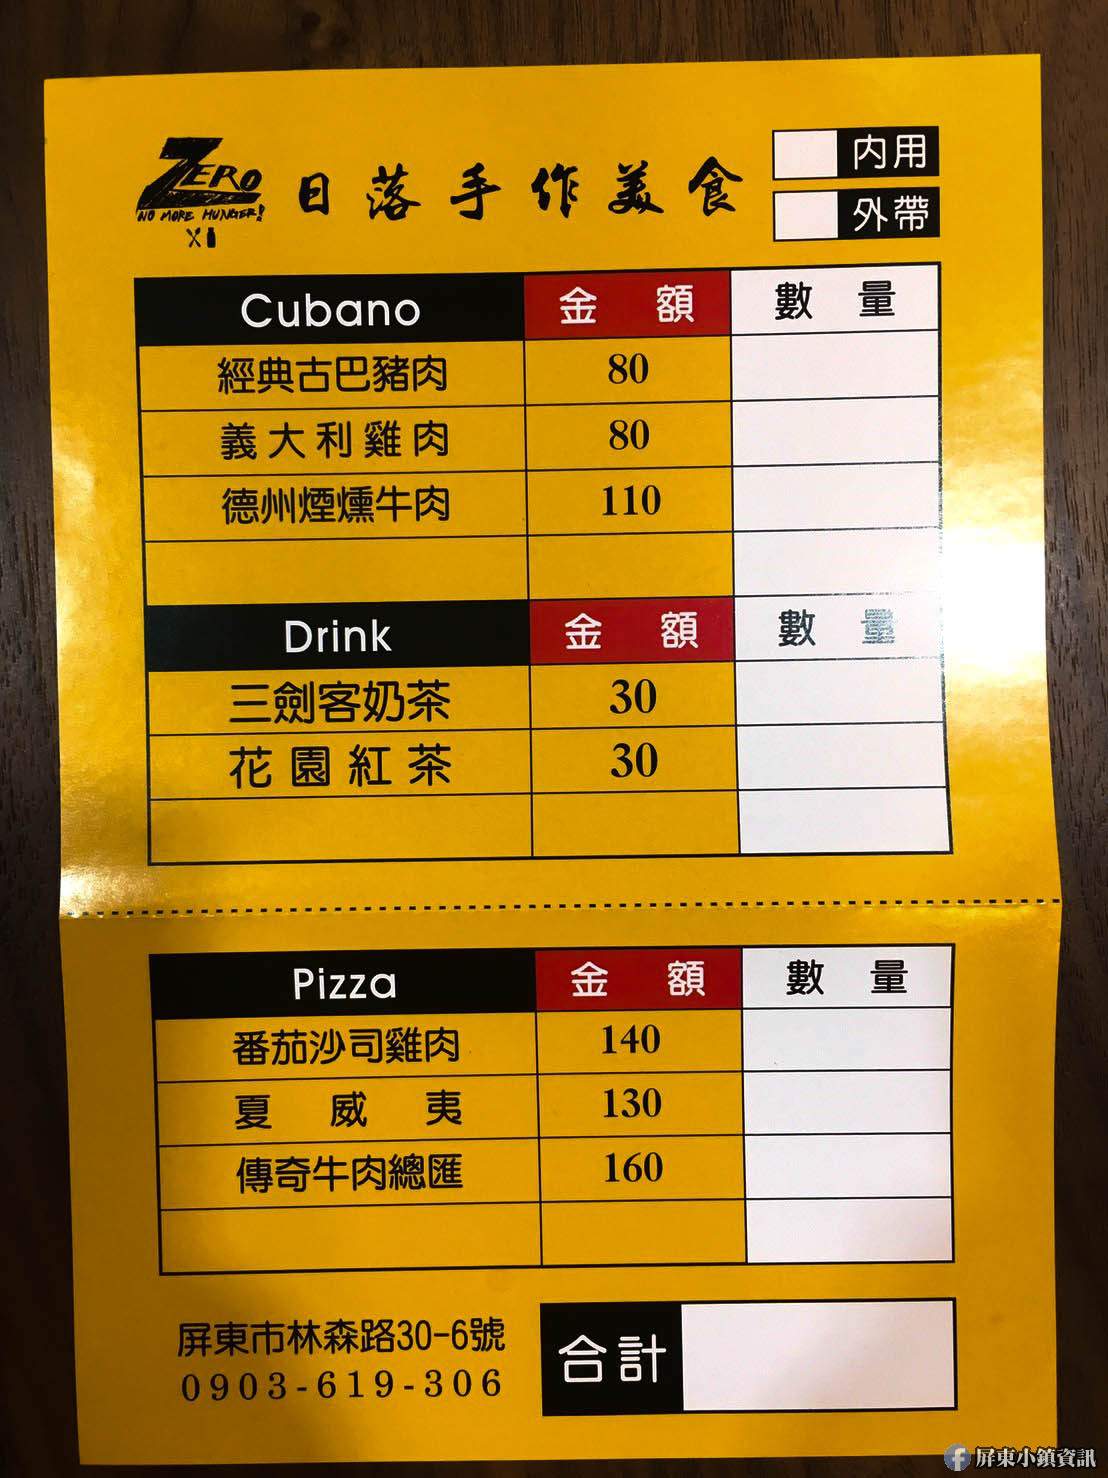 ZERO
NO MORE HUNGER!
日落手作美食
內用
外帶
Cubano 金額 數量
經典古巴豬肉 80
義大利雞肉 80
德州煙燻牛肉 110
Drink 金額 數量
三劍客奶茶 30
花園紅茶 30
Pizza 金額 數量
番茄沙司雞肉 140
夏威夷 130
傳奇牛肉總匯 160
屏東市林森路30-6號
0903-619-306
合計
屏東小鎮資訊